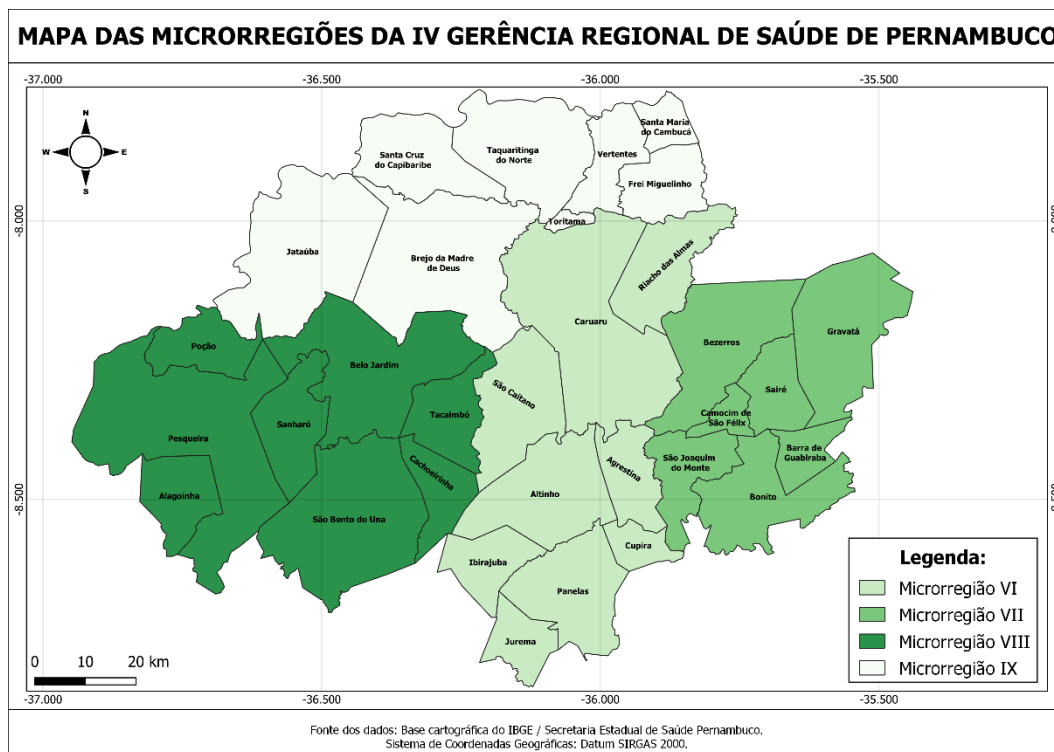 MAPA DAS MICRORREGIÕES DA IV GERÊNCIA REGIONAL DE SAÚDE DE PERNAMBUCO
-37.000
-36.500
-36.000
-35.500
N
W
E
S
Santa Maria
do Cambucá
Santa Cruz
do Capibaribe
Taquaritinga
do Norte
Vertentes
Frei Miguelinho
-8.000
Toritama
Jataúba
Brejo da Madre
de Deus
Riacho das Almas
Caruaru
Bezerros
Gravatá
Poção
Belo Jardim
São Caitano
Sairé
Tacaimbó
Camocim de
São Félix
Sanharó
Pesqueira
São Joaquim
do Monte
Barra de
Guabiraba
Cachoeirinha
Agrestina
Alagoinha
Altinho
Bonito
-8.500
São Bento do Una
Cupira
Ibirajuba
Panelas
Jurema
Legenda:
Microrregião VI
Microrregião VII
Microrregião VIII
Microrregião IX
0 10 20 km
-37.000
-36.500
-36.000
-35.500
Fonte dos dados: Base cartográfica do IBGE / Secretaria Estadual de Saúde Pernambuco.
Sistema de Coordenadas Geográficas: Datum SIRGAS 2000.